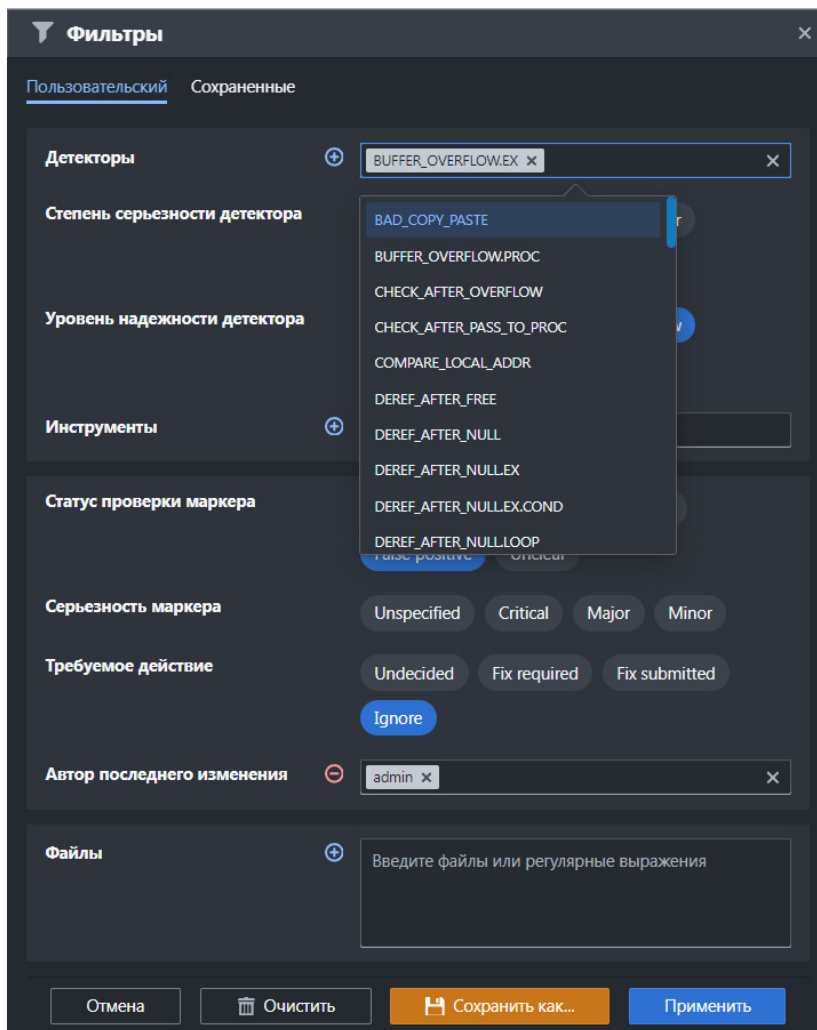 Фильтры
Пользовательский Сохраненные
Детекторы BUFFER_OVERFLOW.EX
Степень серьезности детектора BAD_COPY_PASTE
BUFFER_OVERFLOW.PROC
CHECK_AFTER_OVERFLOW
Уровень надежности детектора CHECK_AFTER_PASS_TO_PROC
COMPARE_LOCAL_ADDR
DEREF_AFTER_FREE
Инструменты DEREF_AFTER_NULL
DEREF_AFTER_NULL.EX
Статус проверки маркера DEREF_AFTER_NULL.EX.COND
DEREF_AFTER_NULL.LOOP
False positive Unclear
Серьезность маркера Unspecified Critical Major Minor
Требуемое действие Undecided Fix required Fix submitted
Ignore
Автор последнего изменения admin
Файлы Введите файлы или регулярные выражения
Отмена Очистить Сохранить как... Применить